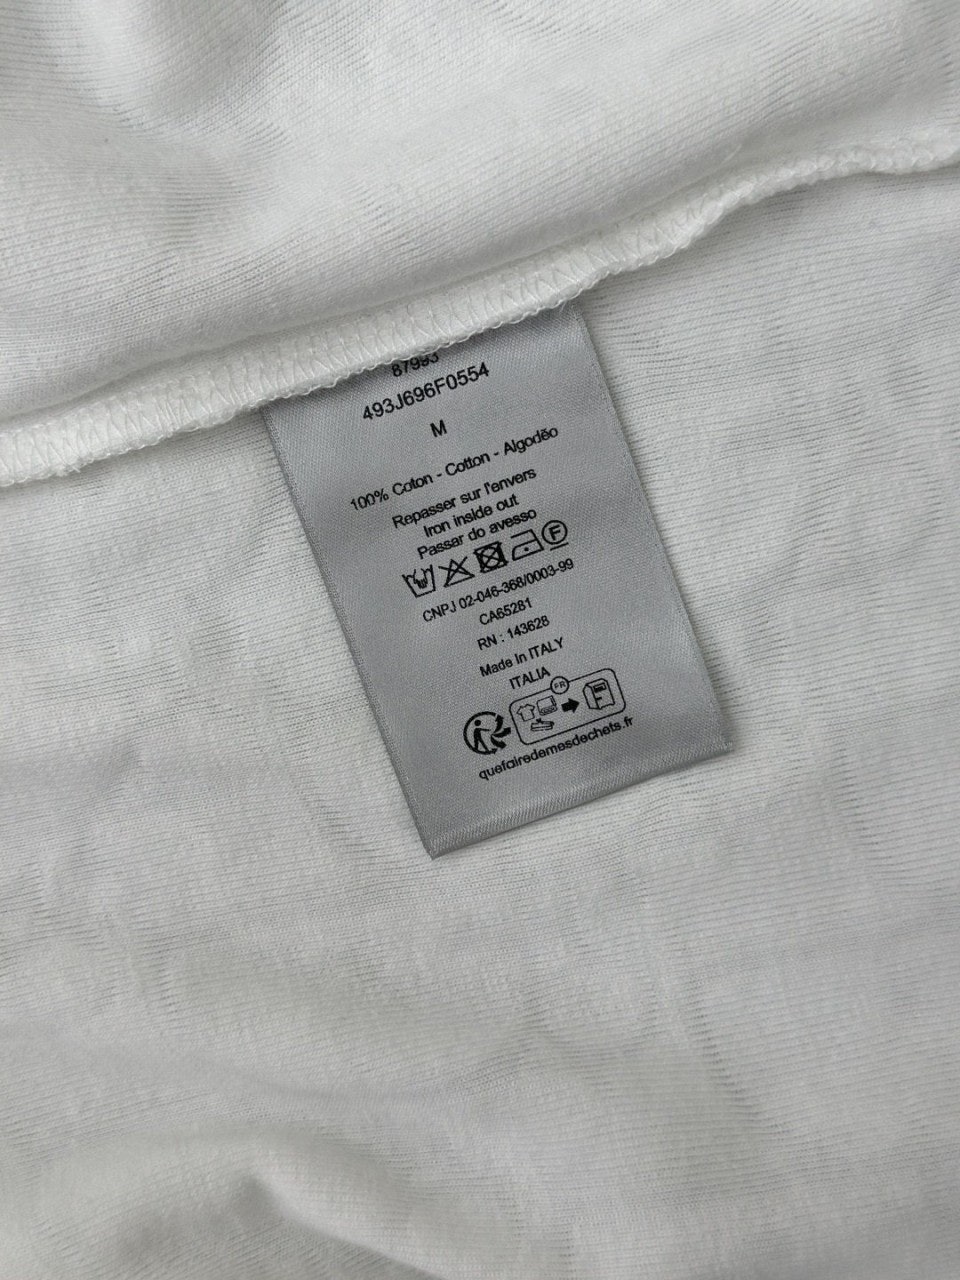 87993
493J696F0554
M
100% Coton - Cotton - Algodêo
Repasser sur l'envers
Iron inside out
Passar do avesso
F
CNPJ 02-046-368/0003-99
CA65281
RN : 143628
Made In ITALY
ITALIA
FR
quefairedemesdechets.fr